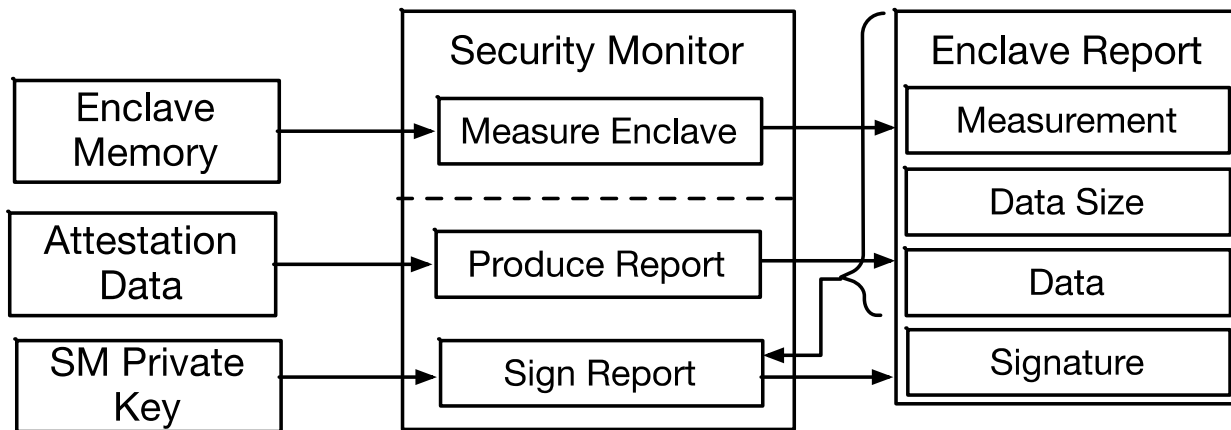 Enclave
Memory
Attestation
Data
SM Private
Key
Security Monitor
Measure Enclave
Produce Report
Sign Report
Enclave Report
Measurement
Data Size
Data
Signature